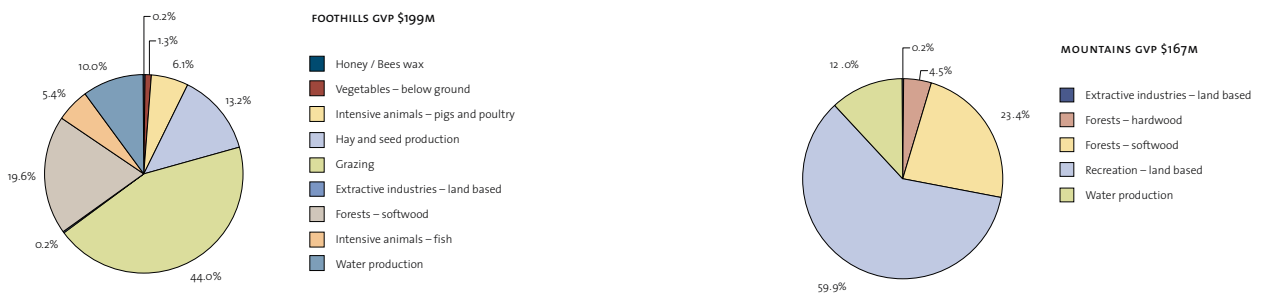 FOOTHILLS GVP $199M
0.2%
1.3%
6.1%
13.2%
44.0%
0.2%
19.6%
5.4%
10.0%
Honey / Bees wax
Vegetables – below ground
Intensive animals – pigs and poultry
Hay and seed production
Grazing
Extractive industries – land based
Forests – softwood
Intensive animals – fish
Water production
MOUNTAINS GVP $167M
0.2%
4.5%
23.4%
59.9%
12 .0%
Extractive industries – land based
Forests – hardwood
Forests – softwood
Recreation – land based
Water production